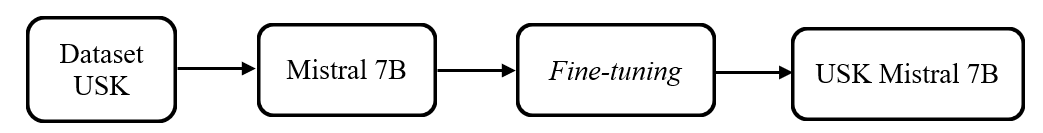 Dataset
USK
Mistral 7B
Fine-tuning
USK Mistral 7B